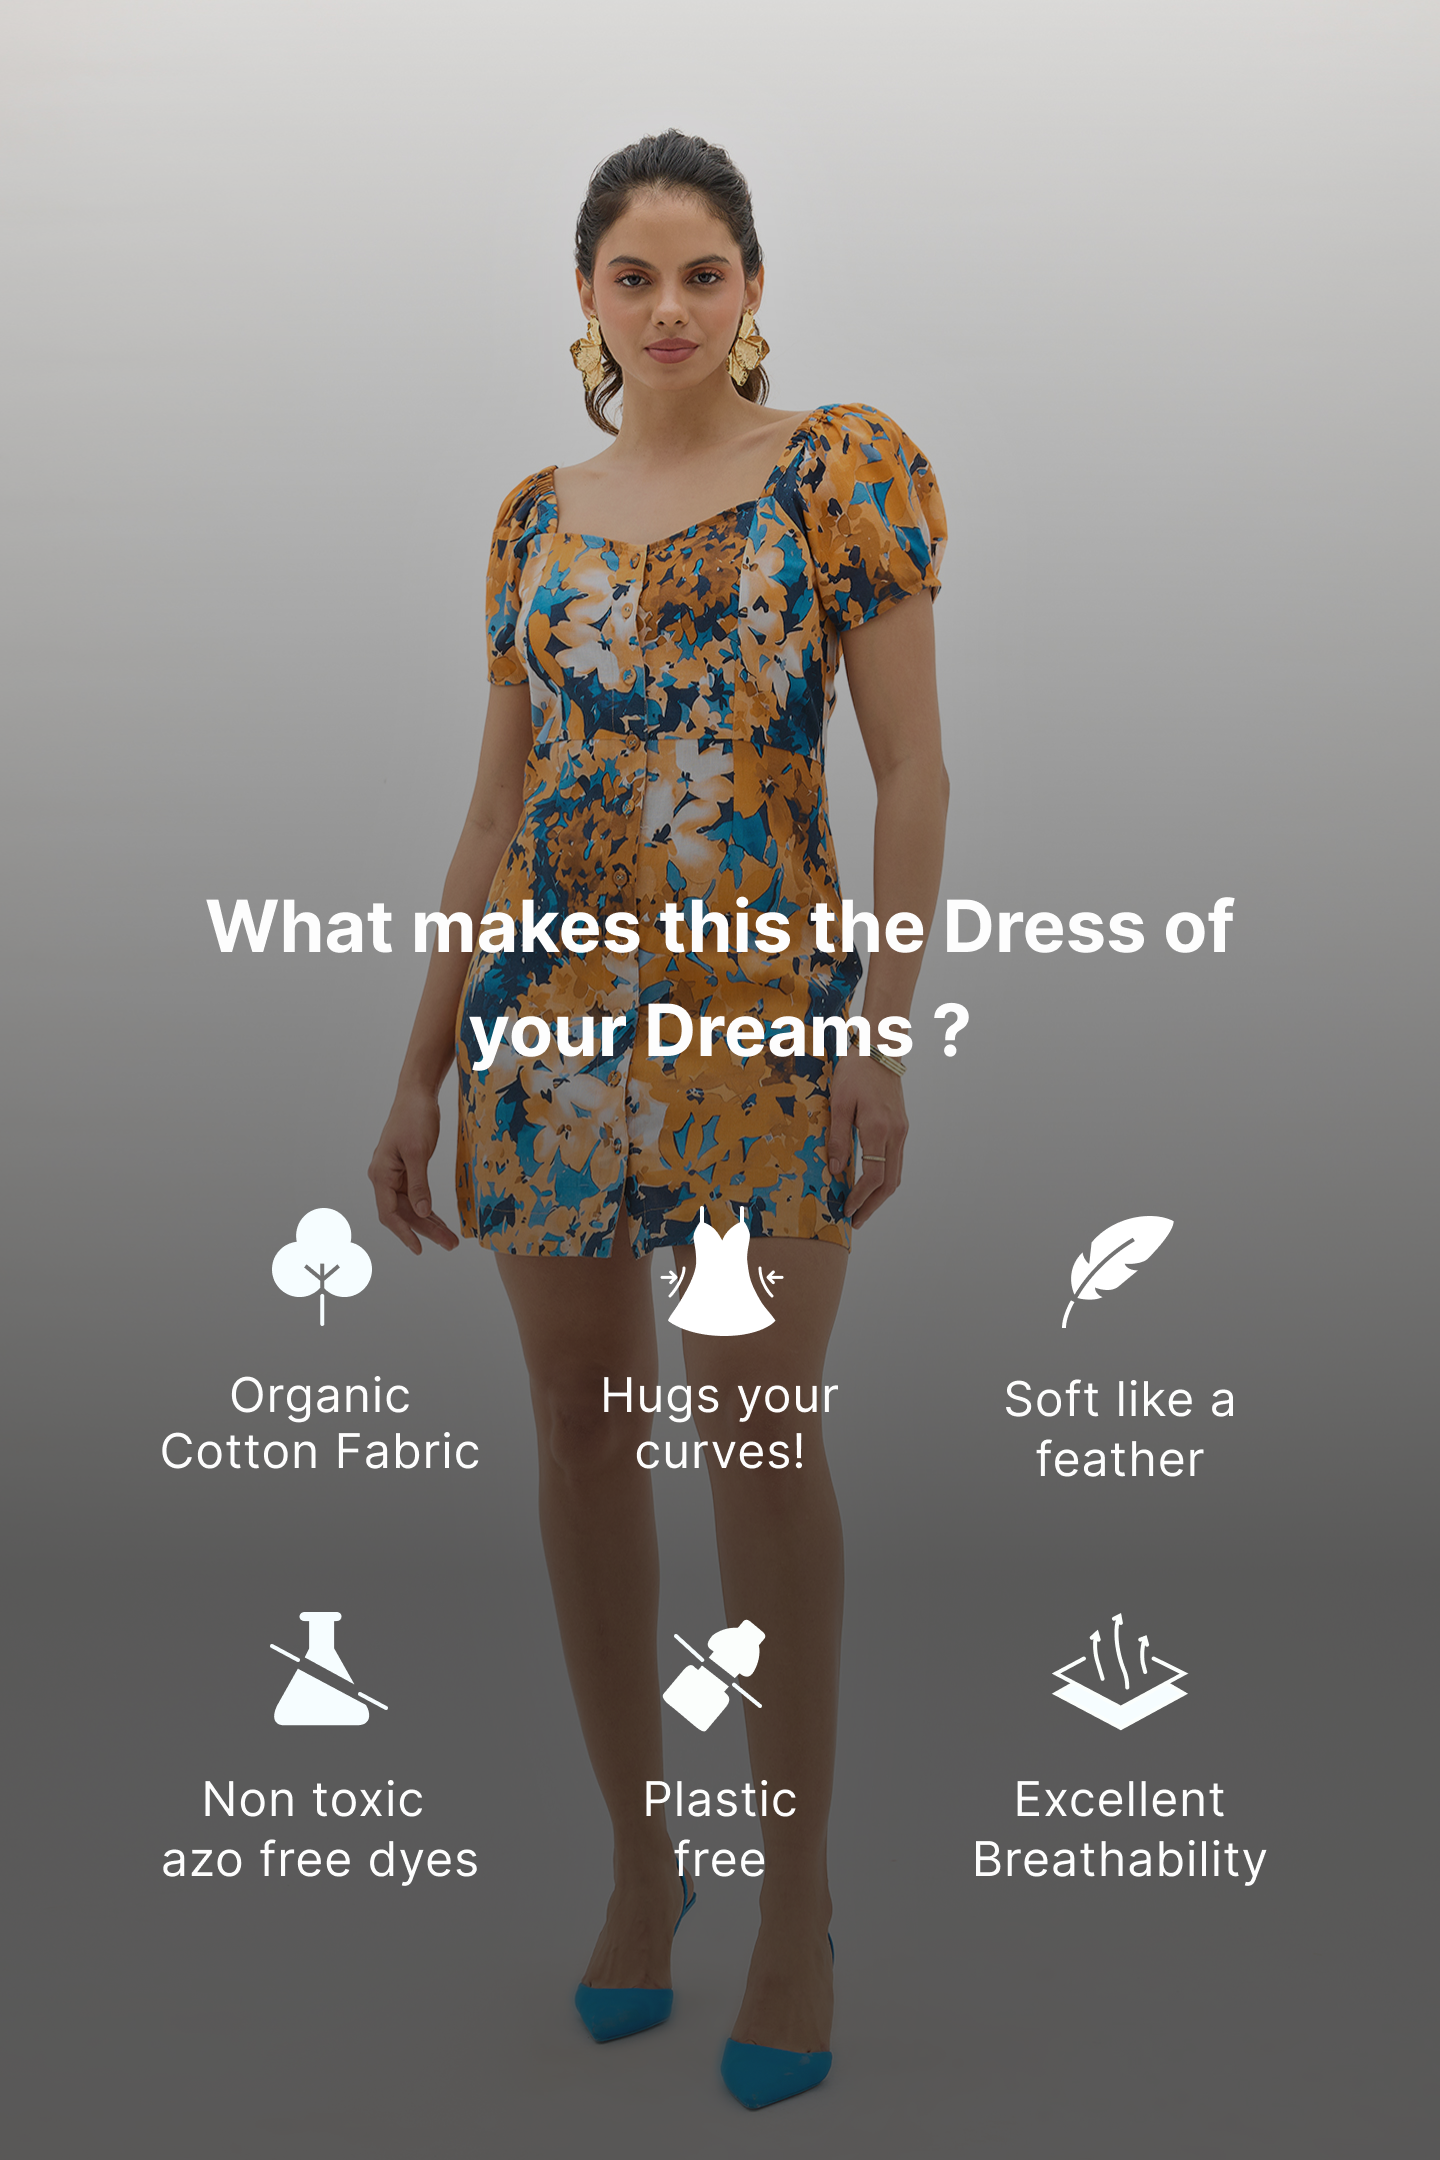 What makes this the Dress of
your Dreams ?
Organic
Cotton Fabric
Hugs your
curves!
Soft like a
feather
Non toxic
azo free dyes
Plastic
free
Excellent
Breathability